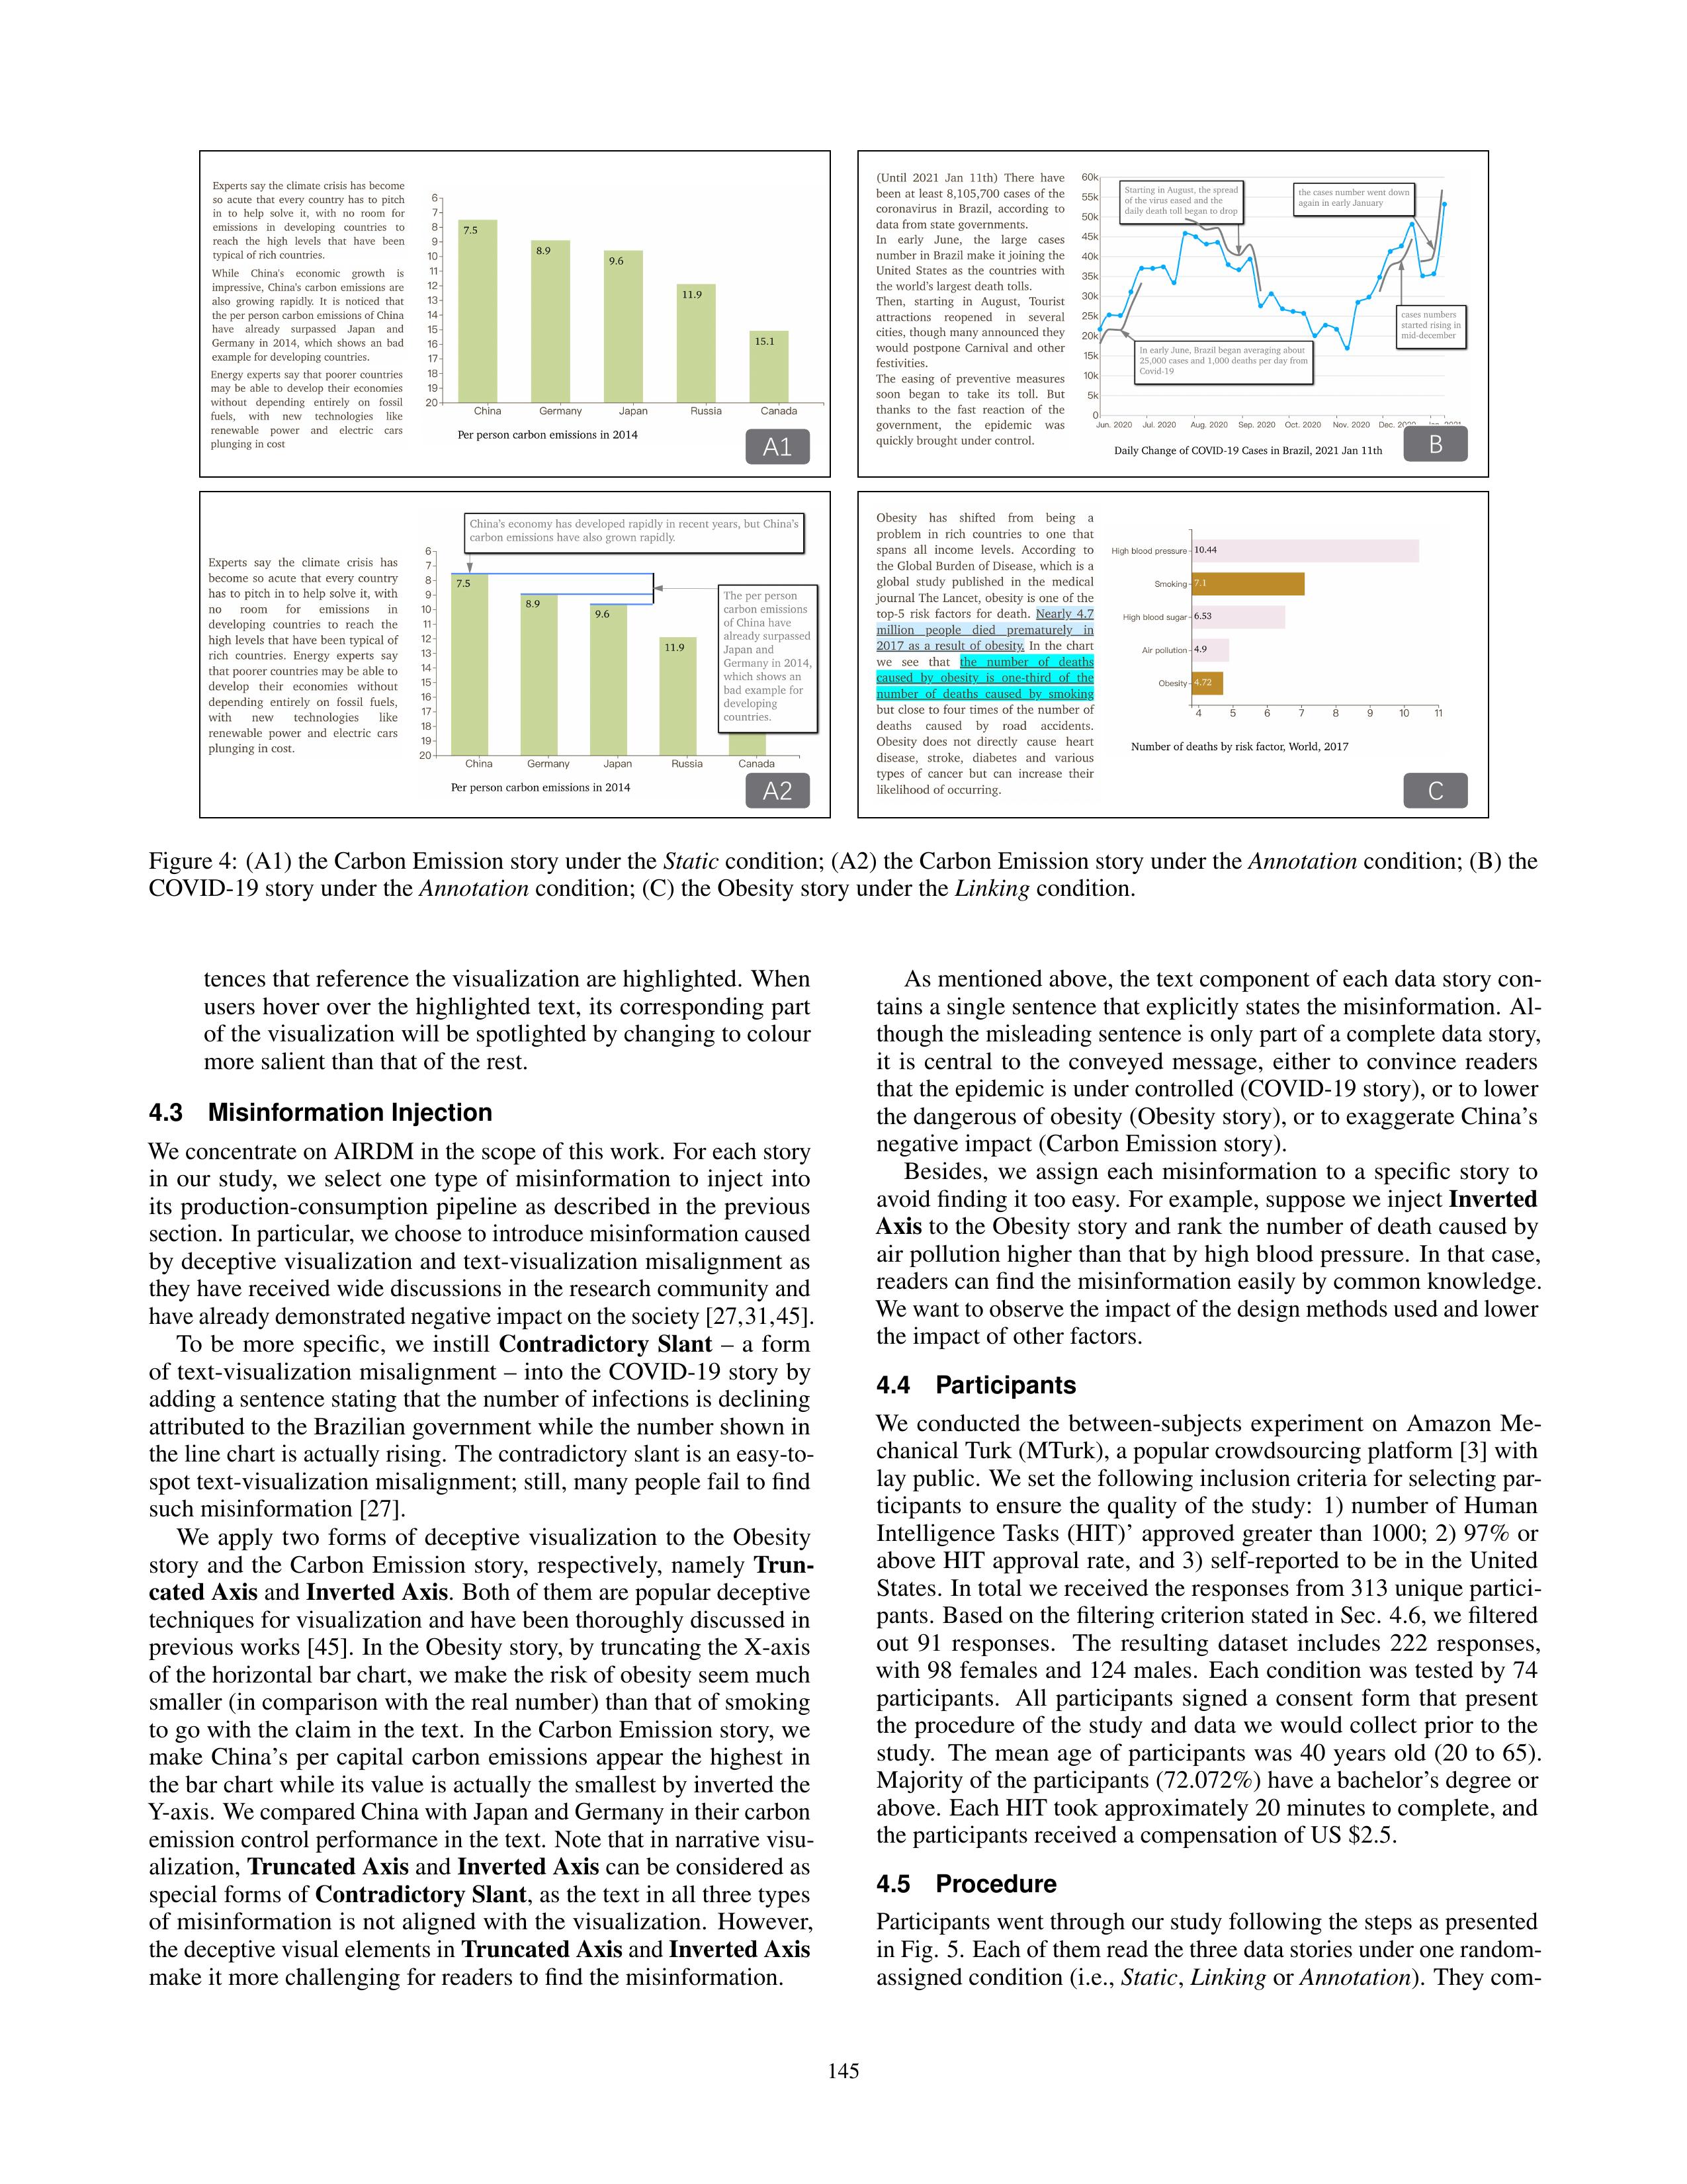 Experts say the climate crisis has become
so acute that every country has to pitch
in to help solve it, with no room for
emissions in developing countries to
reach the high levels that have been
typical of rich countries.
While China's economic growth is
impressive, China's carbon emissions are
also growing rapidly. It is noticed that
the per person carbon emissions of China
have already surpassed Japan and
Germany in 2014, which shows an bad
example for developing countries.
Energy experts say that poorer countries
may be able to develop their economies
without depending entirely on fossil
fuels, with new technologies like
renewable power and electric cars
plunging in cost
6
7
8
9
10
11
12
13
14
15
16
17
18
19
20
7.5
8.9
9.6
11.9
15.1
China Germany Japan Russia Canada
Per person carbon emissions in 2014
A1
(Until 2021 Jan 11th) There have
been at least 8,105,700 cases of the
coronavirus in Brazil, according to
data from state governments.
In early June, the large cases
number in Brazil make it joining the
United States as the countries with
the world's largest death tolls.
Then, starting in August, Tourist
attractions reopened in several
cities, though many announced they
would postpone Carnival and other
festivities.
The easing of preventive measures
soon began to take its toll. But
thanks to the fast reaction of the
government, the epidemic was
quickly brought under control.
60k
55k
50k
45k
40k
35k
30k
25k
20k
15k
10k
5k
0
Starting in August, the spread
of the virus eased and the
daily death toll began to drop
the cases number went down
again in early January
cases numbers
started rising in
mid-december
In early June, Brazil began averaging about
25,000 cases and 1,000 deaths per day from
Covid-19
Jun. 2020 Jul. 2020 Aug. 2020 Sep. 2020 Oct. 2020 Nov. 2020 Dec. 2020 Jan. 2021
Daily Change of COVID-19 Cases in Brazil, 2021 Jan 11th
B
Experts say the climate crisis has
become so acute that every country
has to pitch in to help solve it, with
no room for emissions in
developing countries to reach the
high levels that have been typical of
rich countries. Energy experts say
that poorer countries may be able to
develop their economies without
depending entirely on fossil fuels,
with new technologies like
renewable power and electric cars
plunging in cost.
China's economy has developed rapidly in recent years, but China's
carbon emissions have also grown rapidly.
6
7
8
9
10
11
12
13
14
15
16
17
18
19
20
7.5
8.9
9.6
11.9
The per person
carbon emissions
of China have
already surpassed
Japan and
Germany in 2014,
which shows an
bad example for
developing
countries.
China Germany Japan Russia Canada
Per person carbon emissions in 2014
A2
Obesity has shifted from being a
problem in rich countries to one that
spans all income levels. According to
the Global Burden of Disease, which is a
global study published in the medical
journal The Lancet, obesity is one of the
top-5 risk factors for death. Nearly 4.7
million people died prematurely in
2017 as a result of obesity. In the chart
we see that the number of deaths
caused by obesity is one-third of the
number of deaths caused by smoking
but close to four times of the number of
deaths caused by road accidents.
Obesity does not directly cause heart
disease, stroke, diabetes and various
types of cancer but can increase their
likelihood of occurring.
High blood pressure 10.44
Smoking 7.1
High blood sugar 6.53
Air pollution 4.9
Obesity 4.72
4 5 6 7 8 9 10 11
Number of deaths by risk factor, World, 2017
C
Figure 4: (A1) the Carbon Emission story under the Static condition; (A2) the Carbon Emission story under the Annotation condition; (B) the
COVID-19 story under the Annotation condition; (C) the Obesity story under the Linking condition.
tences that reference the visualization are highlighted. When
users hover over the highlighted text, its corresponding part
of the visualization will be spotlighted by changing to colour
more salient than that of the rest.
4.3 Misinformation Injection
We concentrate on AIRDM in the scope of this work. For each story
in our study, we select one type of misinformation to inject into
its production-consumption pipeline as described in the previous
section. In particular, we choose to introduce misinformation caused
by deceptive visualization and text-visualization misalignment as
they have received wide discussions in the research community and
have already demonstrated negative impact on the society [27,31,45].
To be more specific, we instill Contradictory Slant – a form
of text-visualization misalignment – into the COVID-19 story by
adding a sentence stating that the number of infections is declining
attributed to the Brazilian government while the number shown in
the line chart is actually rising. The contradictory slant is an easy-to-
spot text-visualization misalignment; still, many people fail to find
such misinformation [27].
We apply two forms of deceptive visualization to the Obesity
story and the Carbon Emission story, respectively, namely Trun-
cated Axis and Inverted Axis. Both of them are popular deceptive
techniques for visualization and have been thoroughly discussed in
previous works [45]. In the Obesity story, by truncating the X-axis
of the horizontal bar chart, we make the risk of obesity seem much
smaller (in comparison with the real number) than that of smoking
to go with the claim in the text. In the Carbon Emission story, we
make China's per capital carbon emissions appear the highest in
the bar chart while its value is actually the smallest by inverted the
Y-axis. We compared China with Japan and Germany in their carbon
emission control performance in the text. Note that in narrative visu-
alization, Truncated Axis and Inverted Axis can be considered as
special forms of Contradictory Slant, as the text in all three types
of misinformation is not aligned with the visualization. However,
the deceptive visual elements in Truncated Axis and Inverted Axis
make it more challenging for readers to find the misinformation.
As mentioned above, the text component of each data story con-
tains a single sentence that explicitly states the misinformation. Al-
though the misleading sentence is only part of a complete data story,
it is central to the conveyed message, either to convince readers
that the epidemic is under controlled (COVID-19 story), or to lower
the dangerous of obesity (Obesity story), or to exaggerate China's
negative impact (Carbon Emission story).
Besides, we assign each misinformation to a specific story to
avoid finding it too easy. For example, suppose we inject Inverted
Axis to the Obesity story and rank the number of death caused by
air pollution higher than that by high blood pressure. In that case,
readers can find the misinformation easily by common knowledge.
We want to observe the impact of the design methods used and lower
the impact of other factors.
4.4 Participants
We conducted the between-subjects experiment on Amazon Me-
chanical Turk (MTurk), a popular crowdsourcing platform [3] with
lay public. We set the following inclusion criteria for selecting par-
ticipants to ensure the quality of the study: 1) number of Human
Intelligence Tasks (HIT)' approved greater than 1000; 2) 97% or
above HIT approval rate, and 3) self-reported to be in the United
States. In total we received the responses from 313 unique partici-
pants. Based on the filtering criterion stated in Sec. 4.6, we filtered
out 91 responses. The resulting dataset includes 222 responses,
with 98 females and 124 males. Each condition was tested by 74
participants. All participants signed a consent form that present
the procedure of the study and data we would collect prior to the
study. The mean age of participants was 40 years old (20 to 65).
Majority of the participants (72.072%) have a bachelor's degree or
above. Each HIT took approximately 20 minutes to complete, and
the participants received a compensation of US $2.5.
4.5 Procedure
Participants went through our study following the steps as presented
in Fig. 5. Each of them read the three data stories under one random-
assigned condition (i.e., Static, Linking or Annotation). They com-
145